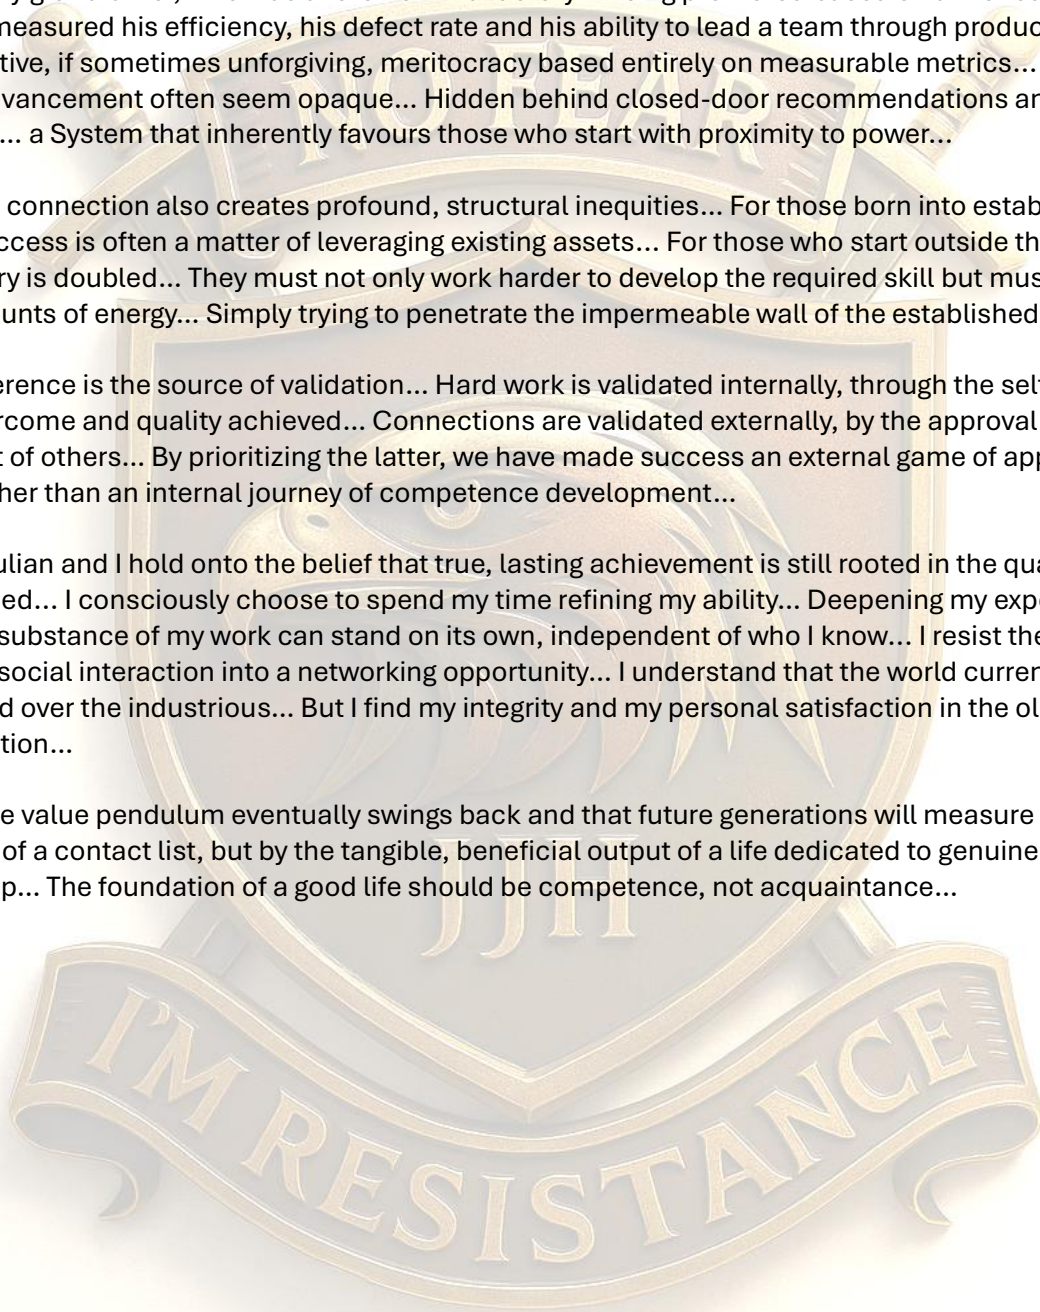 measured his efficiency, his defect rate and his ability to lead a team through produc
tive, if sometimes unforgiving, meritocracy based entirely on measurable metrics...
vancement often seem opaque... Hidden behind closed-door recommendations an
... a System that inherently favours those who start with proximity to power...
connection also creates profound, structural inequities... For those born into estab
ccess is often a matter of leveraging existing assets... For those who start outside th
ry is doubled... They must not only work harder to develop the required skill but mus
unts of energy... Simply trying to penetrate the impermeable wall of the established
erence is the source of validation... Hard work is validated internally, through the sel
rcome and quality achieved... Connections are validated externally, by the approval
t of others... By prioritizing the latter, we have made success an external game of app
her than an internal journey of competence development...
ulian and I hold onto the belief that true, lasting achievement is still rooted in the qua
ed... I consciously choose to spend my time refining my ability... Deepening my exp
substance of my work can stand on its own, independent of who I know... I resist the
social interaction into a networking opportunity... I understand that the world curren
d over the industrious... But I find my integrity and my personal satisfaction in the ol
tion...
e value pendulum eventually swings back and that future generations will measure
of a contact list, but by the tangible, beneficial output of a life dedicated to genuine
p... The foundation of a good life should be competence, not acquaintance...
NO FEAR
JJH
I'M RESISTANCE